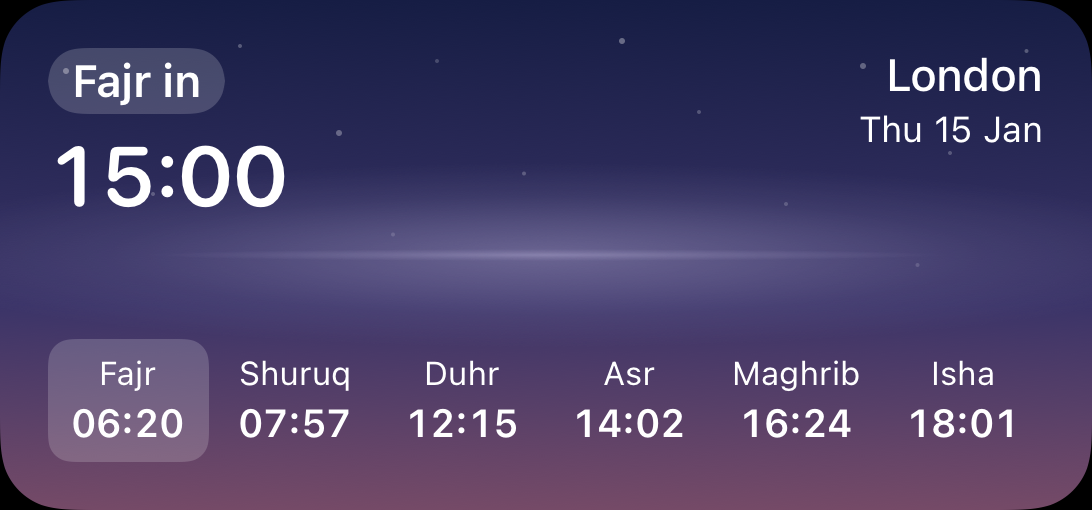 Fajr in
15:00
London
Thu 15 Jan
Fajr Shuruq Duhr Asr Maghrib Isha
06:20 07:57 12:15 14:02 16:24 18:01